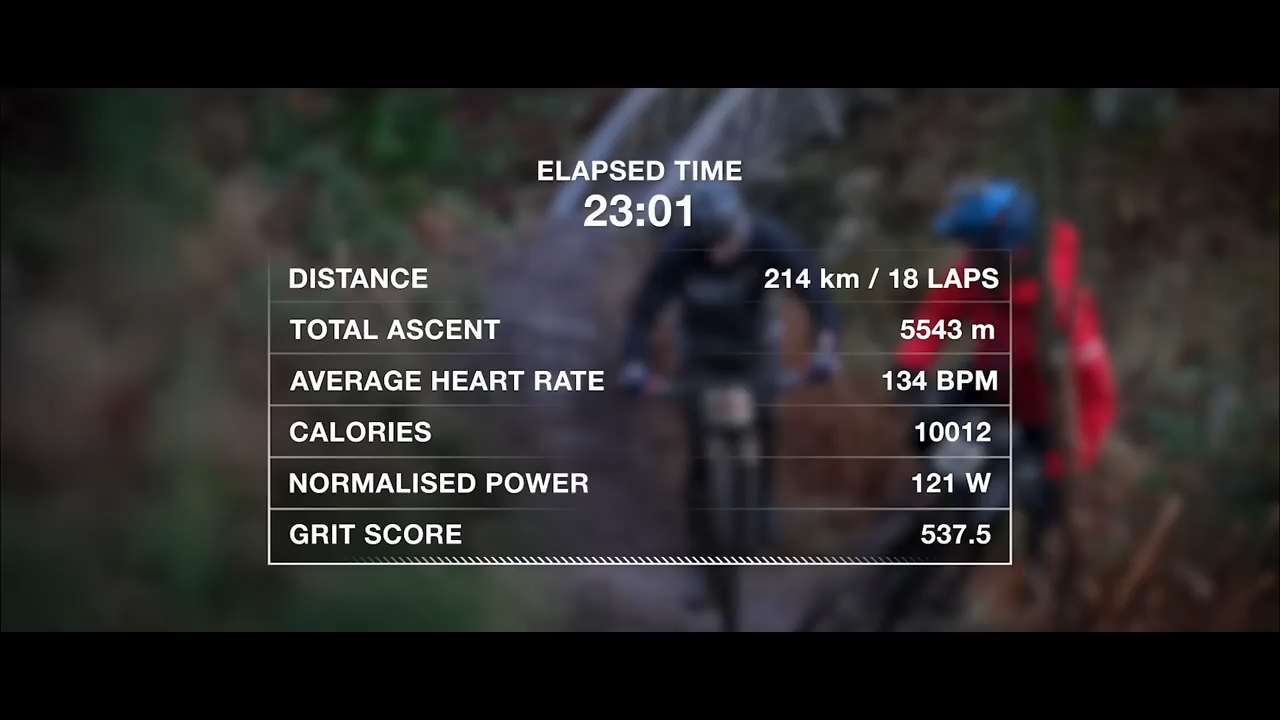 ELAPSED TIME
23:01
DISTANCE 214 km / 18 LAPS
TOTAL ASCENT 5543 m
AVERAGE HEART RATE 134 BPM
CALORIES 10012
NORMALISED POWER 121 W
GRIT SCORE 537.5